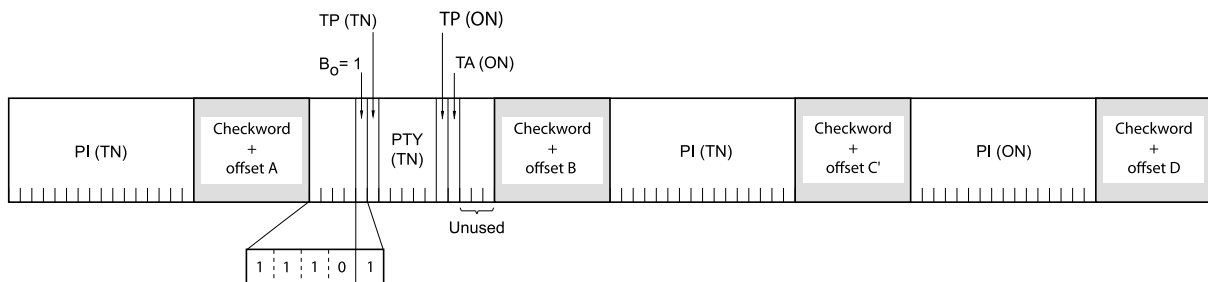 TP (TN)
TP (ON)
B0 = 1
TA (ON)
PI (TN)
Checkword
+
offset A
PTY
(TN)
Checkword
+
offset B
PI (TN)
Checkword
+
offset C'
PI (ON)
Checkword
+
offset D
Unused
1 1 1 0 1